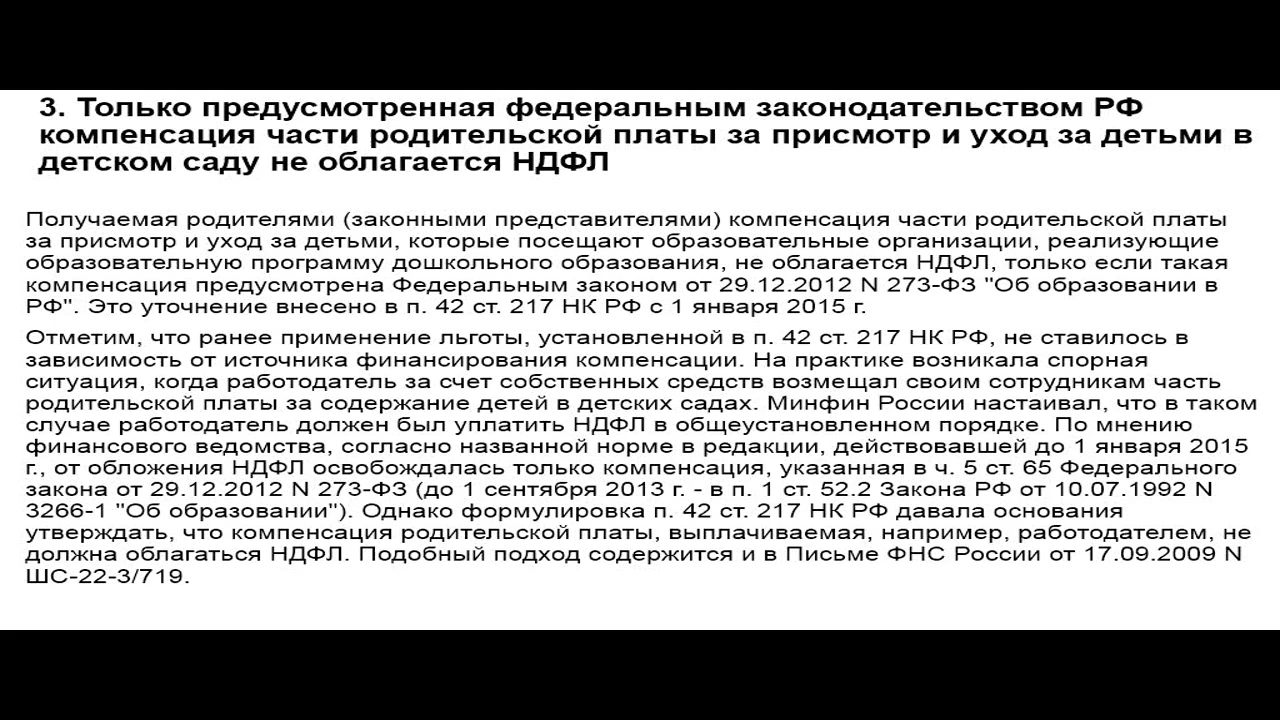 3. Только предусмотренная федеральным законодательством РФ
компенсация части родительской платы за присмотр и уход за детьми в
детском саду не облагается НДФЛ
Получаемая родителями (законными представителями) компенсация части родительской платы
за присмотр и уход за детьми, которые посещают образовательные организации, реализующие
образовательную программу дошкольного образования, не облагается НДФЛ, только если такая
компенсация предусмотрена Федеральным законом от 29.12.2012 N 273-ФЗ "Об образовании в
РФ". Это уточнение внесено в п. 42 ст. 217 НК РФ с 1 января 2015 г.
Отметим, что ранее применение льготы, установленной в п. 42 ст. 217 НК РФ, не ставилось в
зависимость от источника финансирования компенсации. На практике возникала спорная
ситуация, когда работодатель за счет собственных средств возмещал своим сотрудникам часть
родительской платы за содержание детей в детских садах. Минфин России настаивал, что в таком
случае работодатель должен был уплатить НДФЛ в общеустановленном порядке. По мнению
финансового ведомства, согласно названной норме в редакции, действовавшей до 1 января 2015
г., от обложения НДФЛ освобождалась только компенсация, указанная в ч. 5 ст. 65 Федерального
закона от 29.12.2012 N 273-ФЗ (до 1 сентября 2013 г. - в п. 1 ст. 52.2 Закона РФ от 10.07.1992 N
3266-1 "Об образовании"). Однако формулировка п. 42 ст. 217 НК РФ давала основания
утверждать, что компенсация родительской платы, выплачиваемая, например, работодателем, не
должна облагаться НДФЛ. Подобный подход содержится и в Письме ФНС России от 17.09.2009 N
ШС-22-3/719.